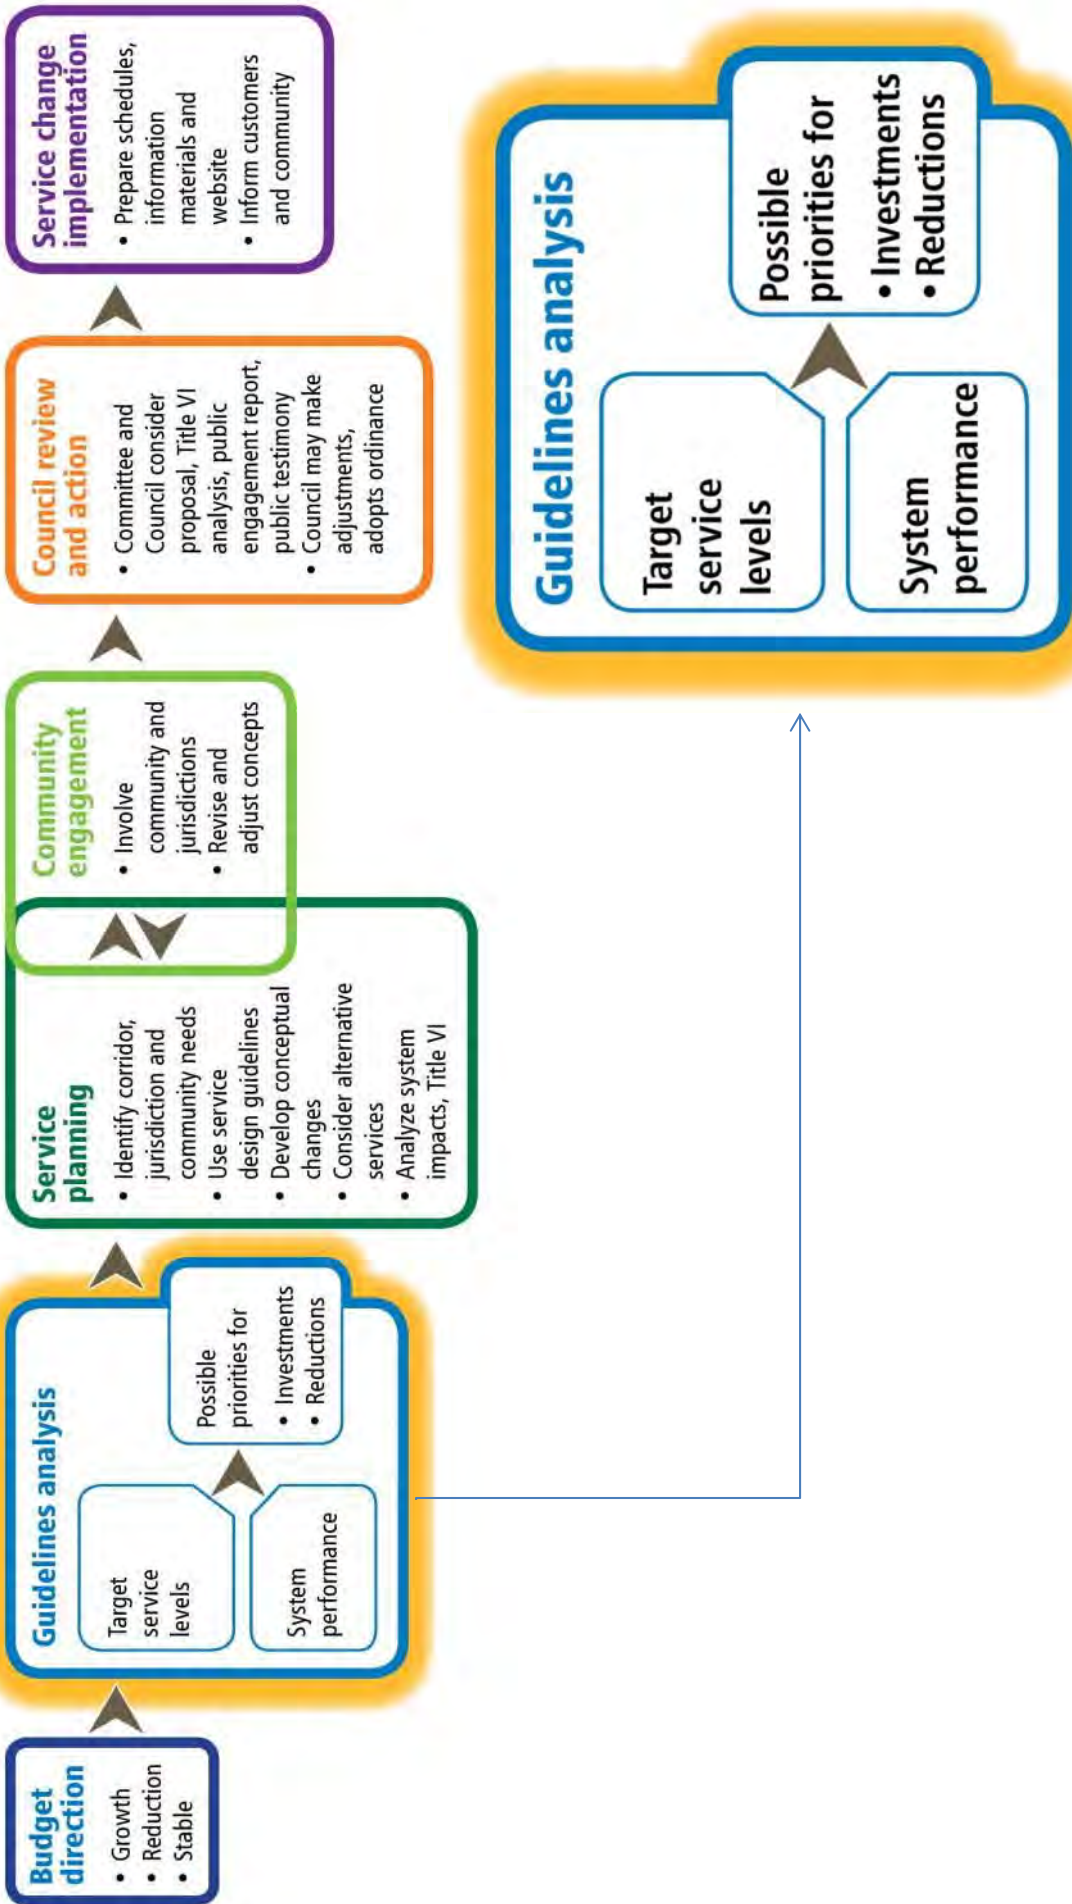 Budget
direction
• Growth
• Reduction
• Stable
Guidelines analysis
Target
service
levels
System
performance
Possible
priorities for
• Investments
• Reductions
Service
planning
• Identify corridor,
jurisdiction and
community needs
• Use service
design guidelines
• Develop conceptual
changes
• Consider alternative
services
• Analyze system
impacts, Title VI
Community
engagement
• Involve
community and
jurisdictions
• Revise and
adjust concepts
Council review
and action
• Committee and
Council consider
proposal, Title VI
analysis, public
engagement report,
public testimony
• Council may make
adjustments,
adopts ordinance
Service change
implementation
• Prepare schedules,
information
materials and
website
• Inform customers
and community
Guidelines analysis
Target
service
levels
System
performance
Possible
priorities for
• Investments
• Reductions